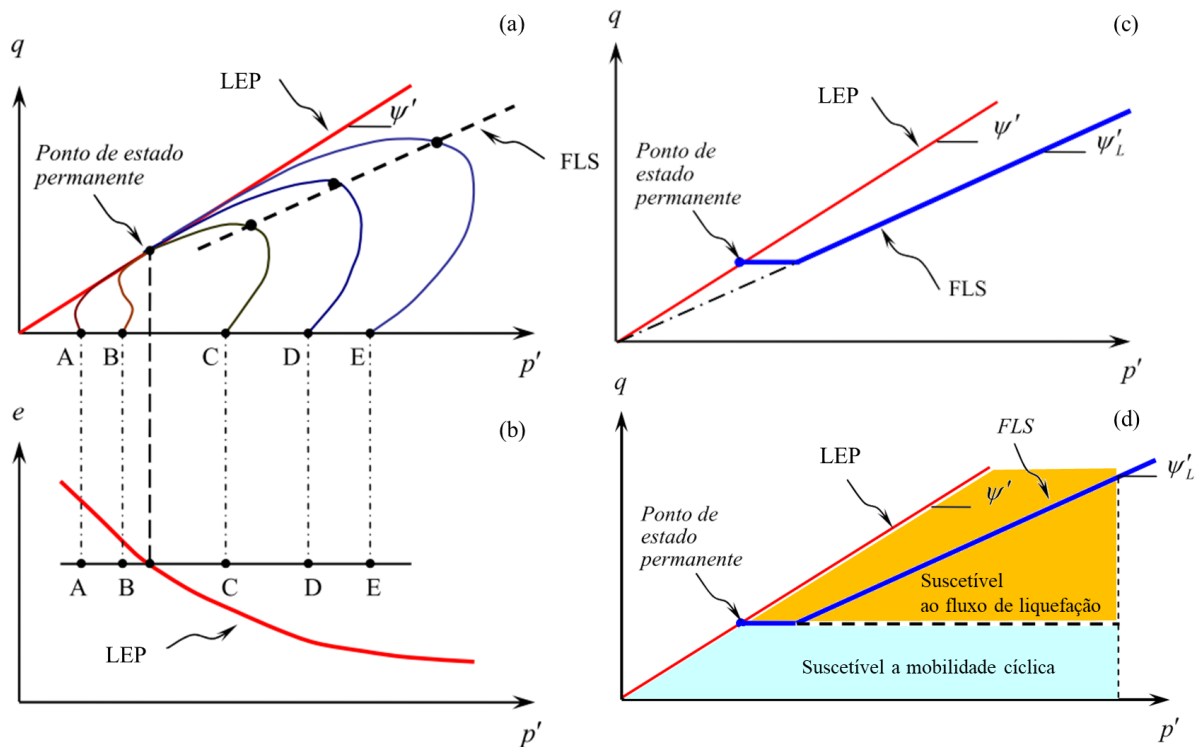 (a)
q
LEP
ψ′
FLS
Ponto de estado
permanente
A
B
C
D
E
p′
(b)
e
A
B
C
D
E
LEP
p′
(c)
q
LEP
ψ′
ψ′L
Ponto de
estado
permanente
FLS
p′
(d)
q
FLS
LEP
ψ′L
ψ′
Ponto de
estado
permanente
Suscetível
ao fluxo de liquefação
Suscetível a mobilidade cíclica
p′